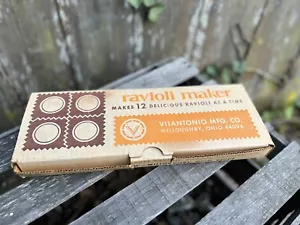 ravioli maker
MAKES 12 DELICIOUS RAVIOLI AT A TIME
VITANTONIO MFG. CO.
WILLOUGHBY, OHIO 44094